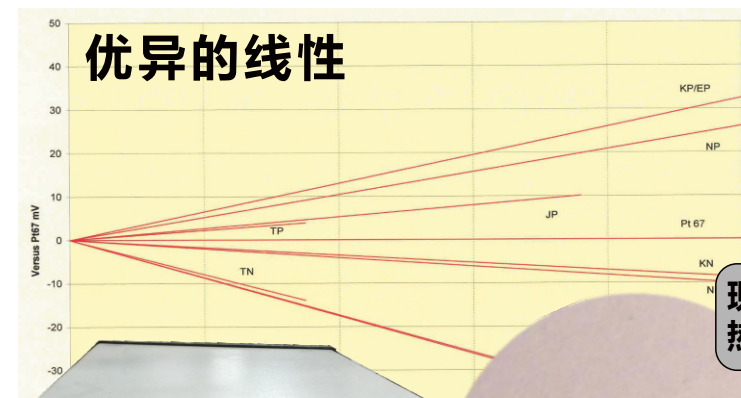 优异的线性
50
40
30
20
10
0
-10
-20
-30
Versus Pt67 mV
KP/EP
NP
JP
TP
Pt 67
KN
TN
N